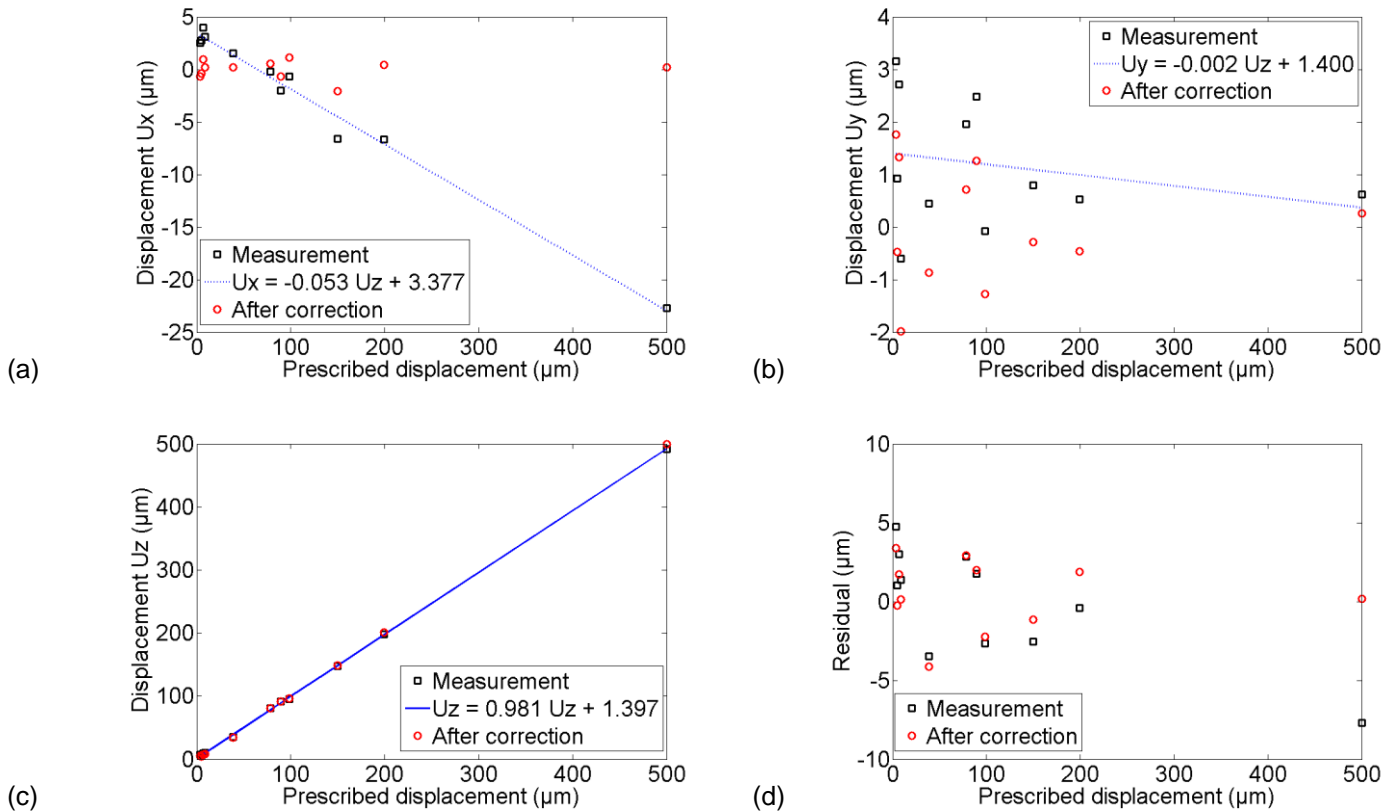 5
0
-5
-10
-15
-20
-25
Displacement Ux (µm)
Measurement
Ux = -0.053 Uz + 3.377
After correction
0 100 200 300 400 500
Prescribed displacement (µm)
(a)
4
3
2
1
0
-1
-2
Displacement Uy (µm)
Measurement
Uy = -0.002 Uz + 1.400
After correction
0 100 200 300 400 500
Prescribed displacement (µm)
(b)
500
400
300
200
100
0
Displacement Uz (µm)
Measurement
Uz = 0.981 Uz + 1.397
After correction
0 100 200 300 400 500
Prescribed displacement (µm)
(c)
10
5
0
-5
-10
Residual (µm)
Measurement
After correction
0 100 200 300 400 500
Prescribed displacement (µm)
(d)